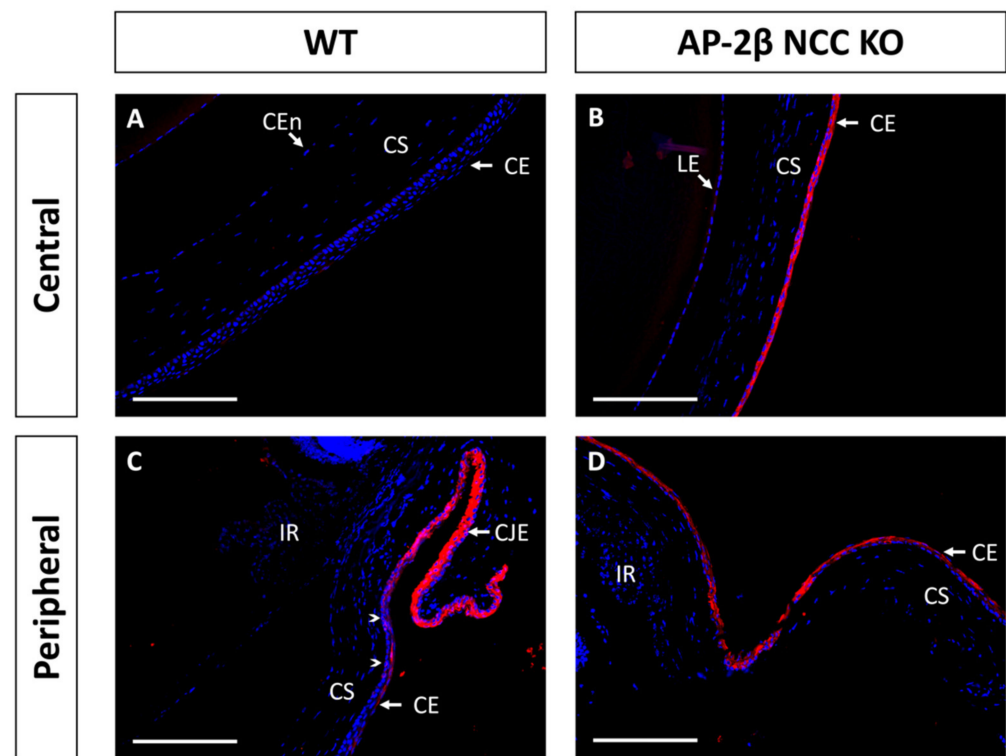 WT
AP-2β NCC KO
Central
A
CEn
CS
CE
B
CE
CS
LE
Peripheral
C
IR
CJE
CS
CE
D
CE
IR
CS